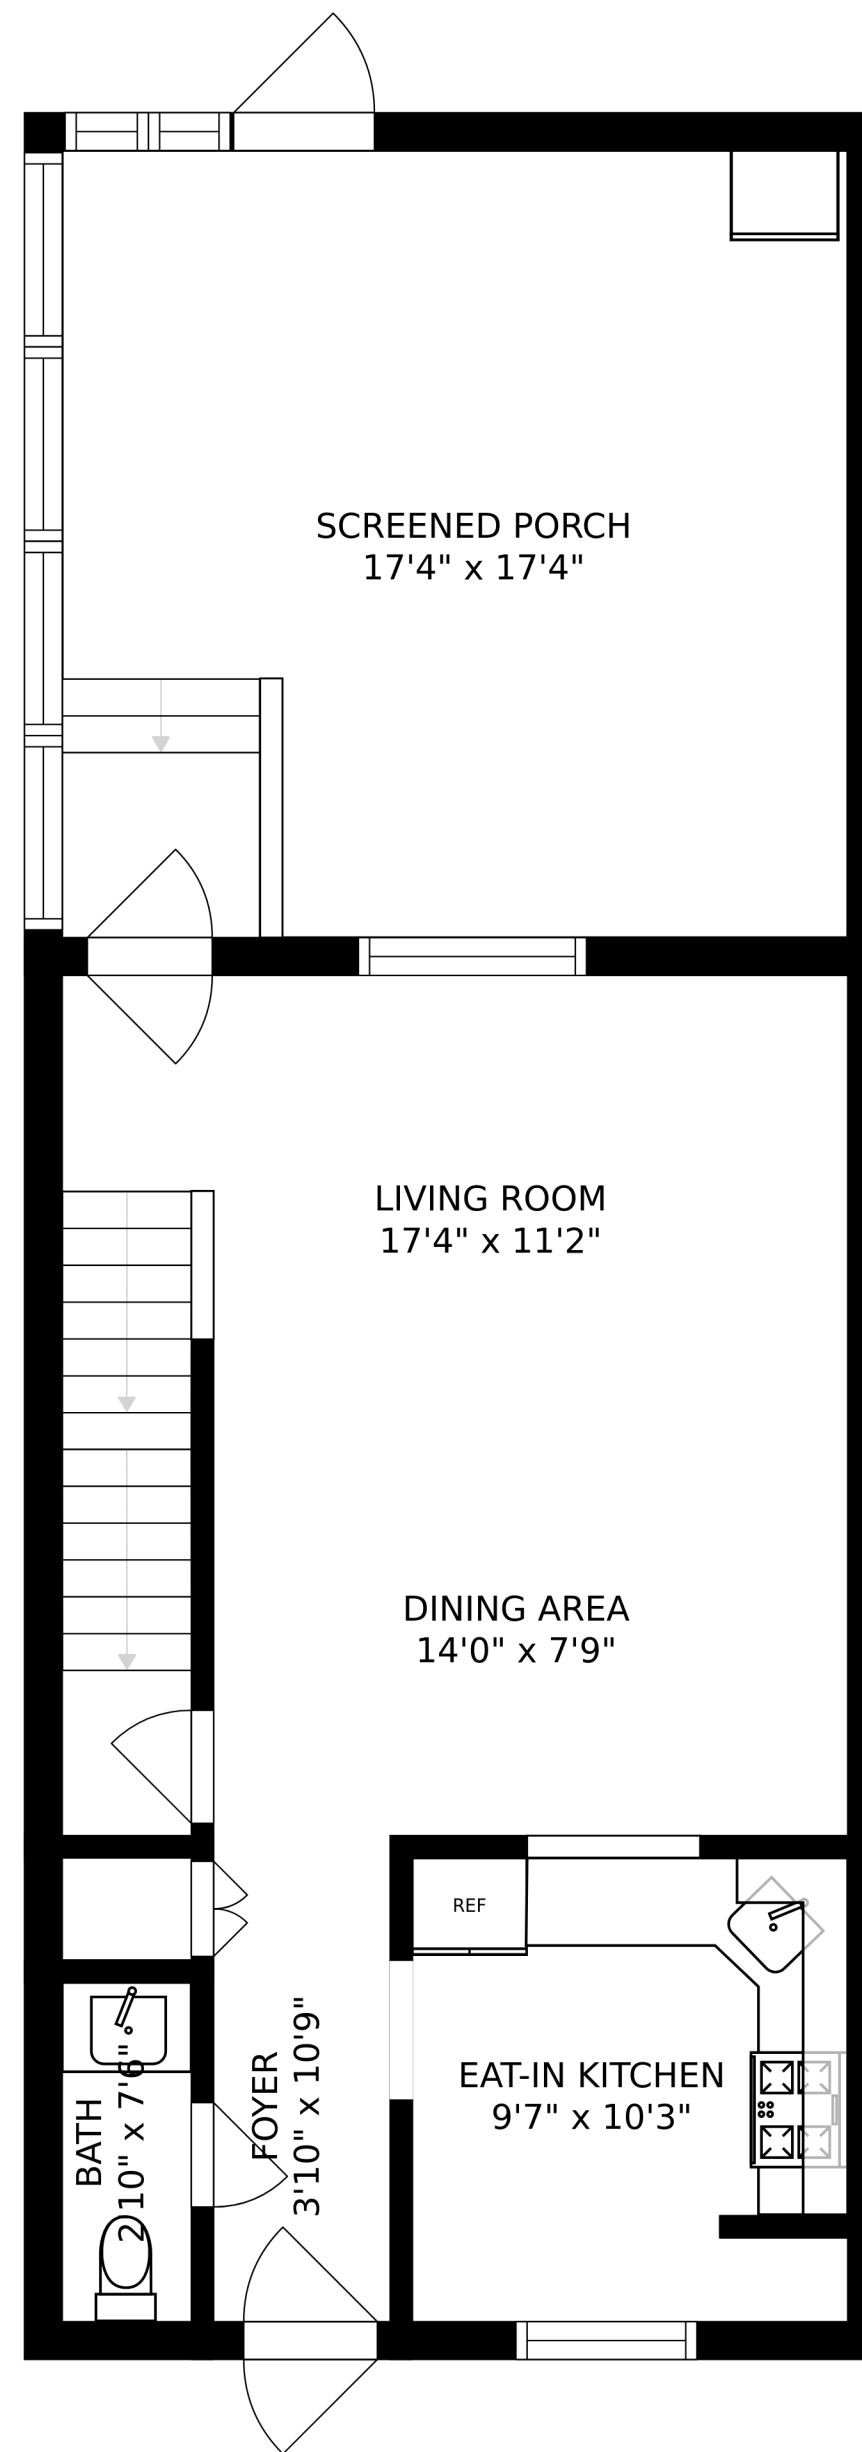 SCREENED PORCH
17'4" x 17'4"
LIVING ROOM
17'4" x 11'2"
DINING AREA
14'0" x 7'9"
REF
EAT-IN KITCHEN
9'7" x 10'3"
FOYER
3'10" x 10'9"
BATH
2'10" x 7'6"